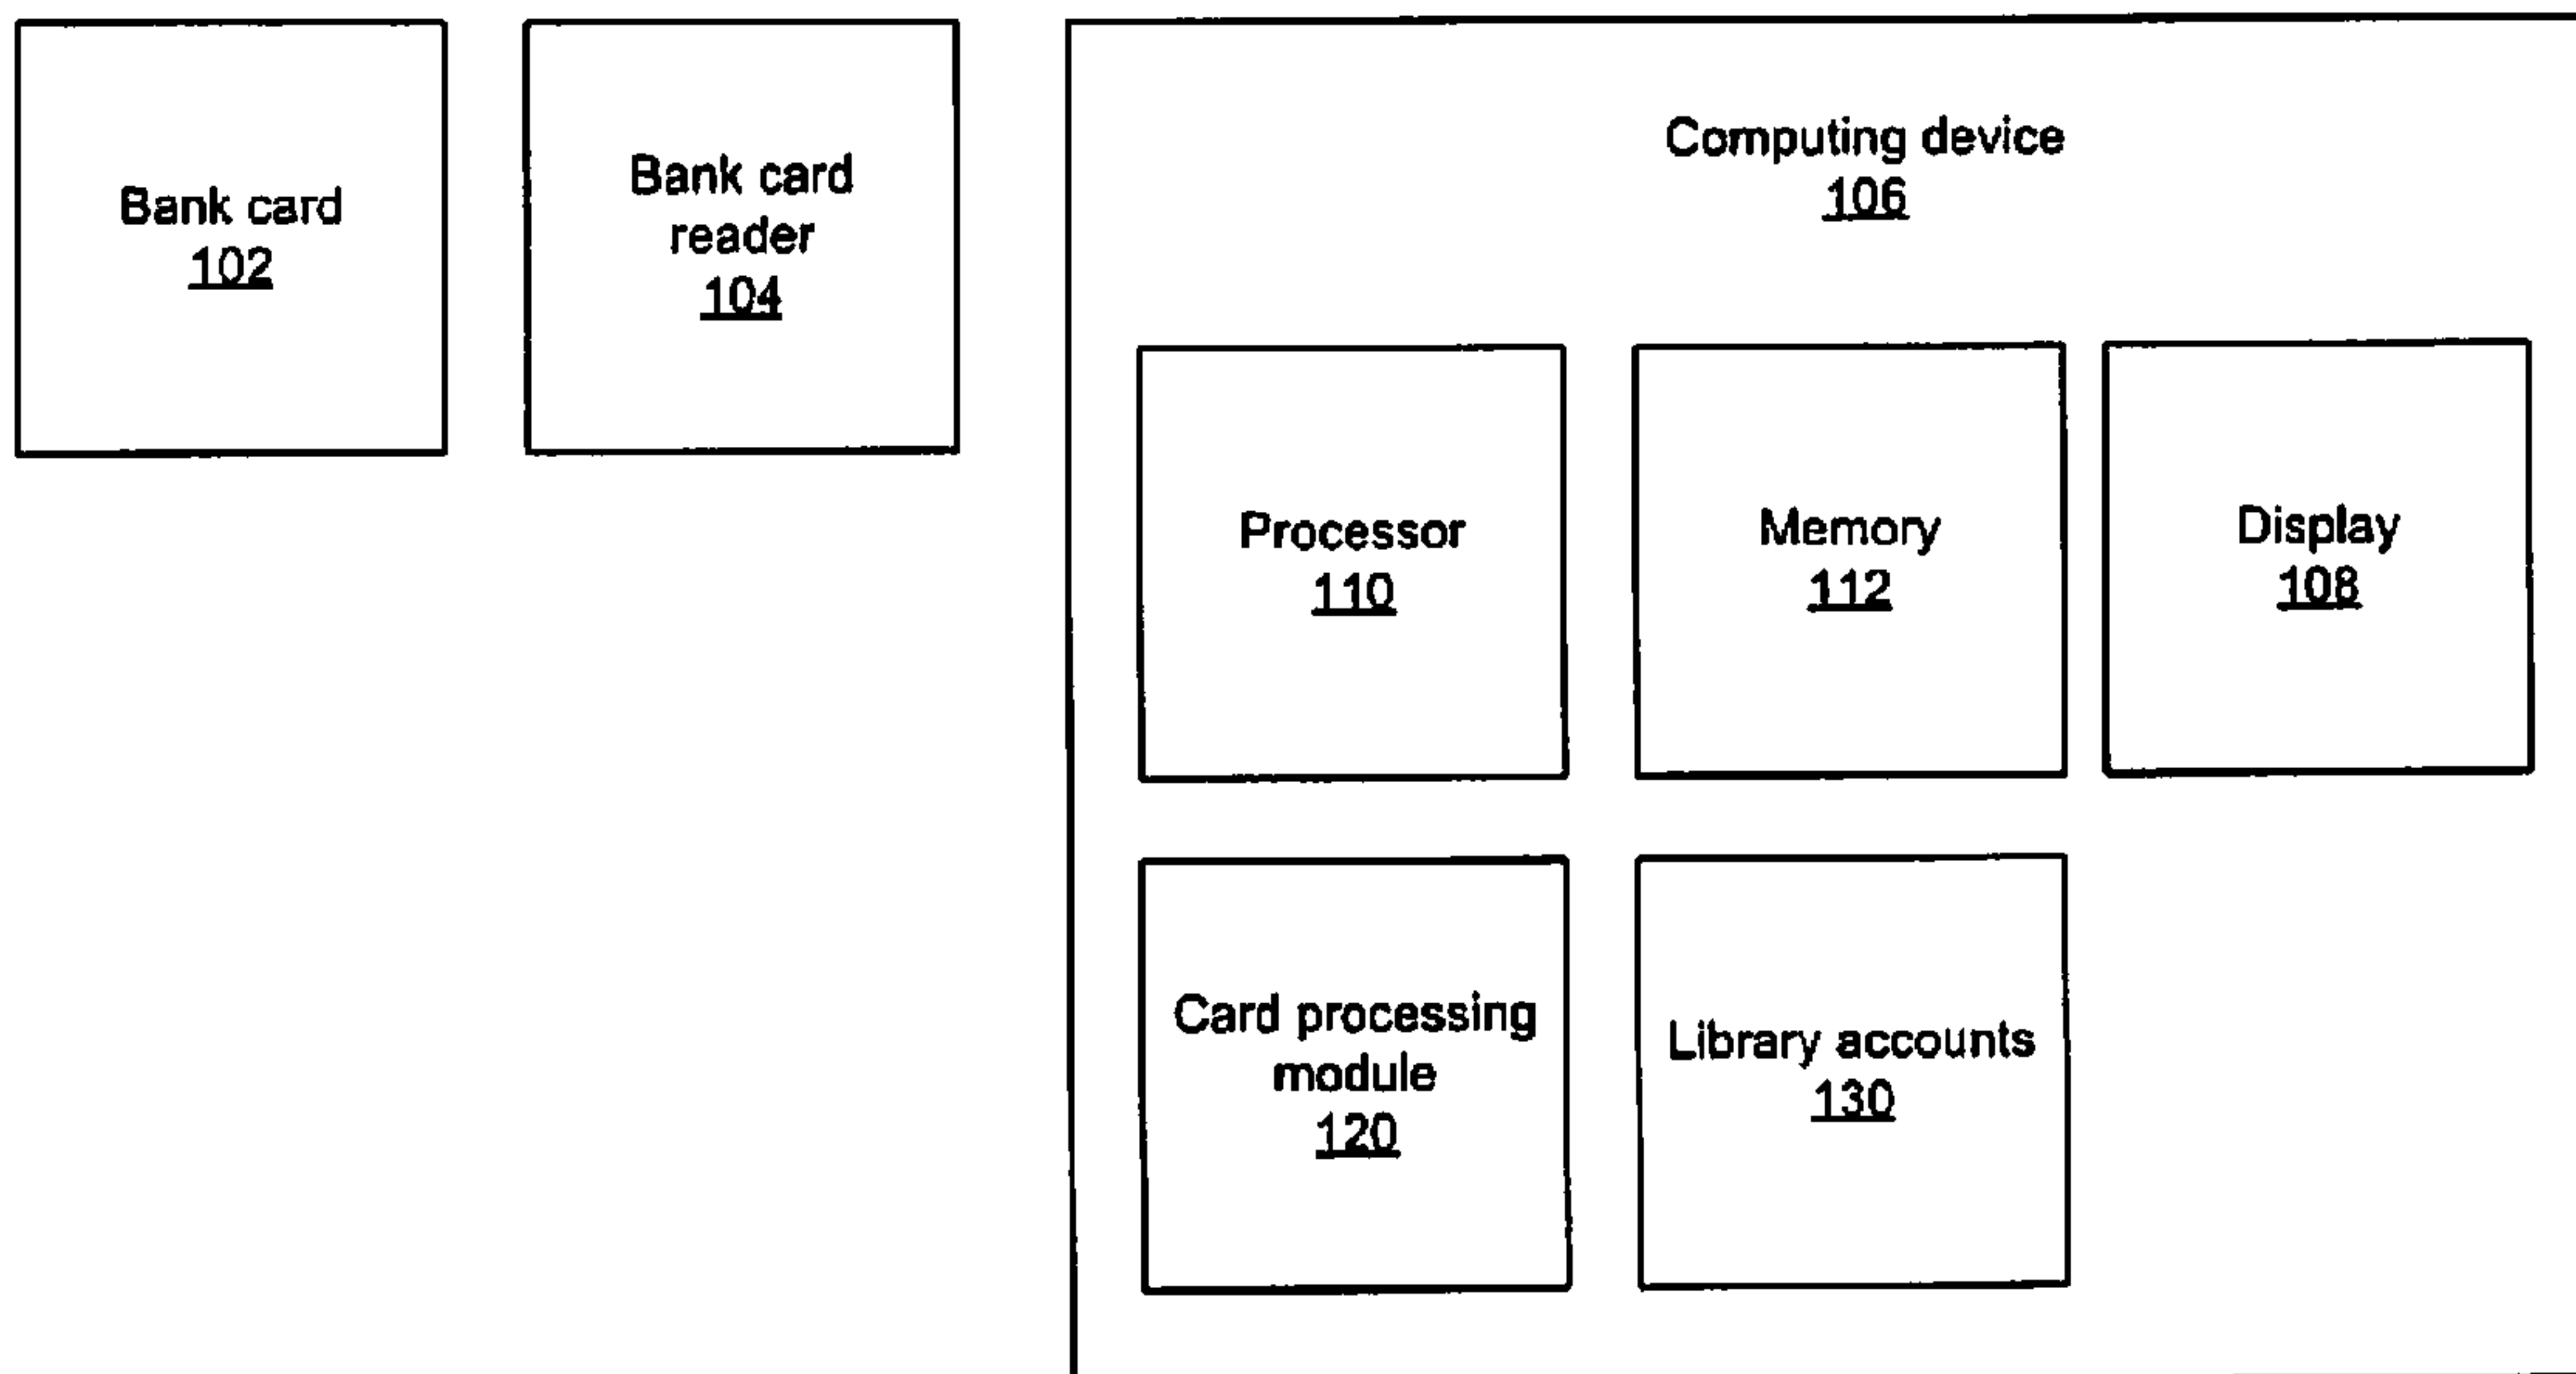 Bank card
102
Bank card
reader
104
Computing device
106
Processor
110
Memory
112
Display
108
Card processing
module
120
Library accounts
130